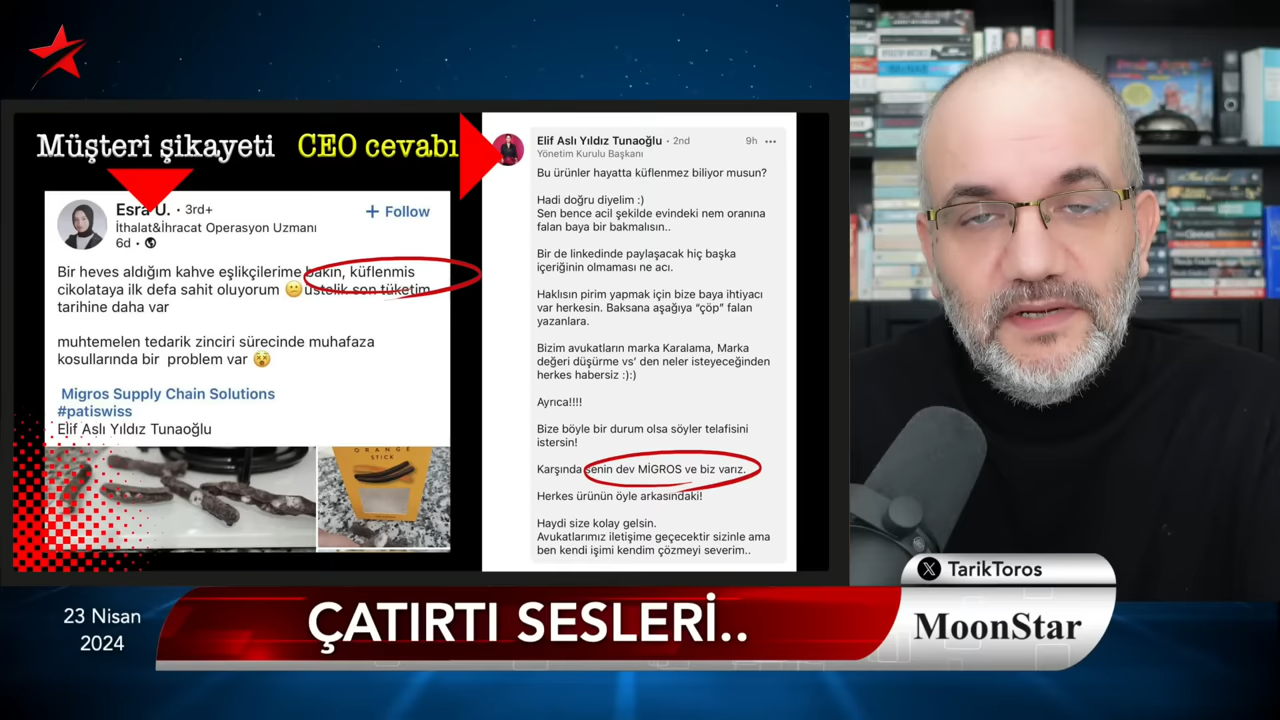 Müşteri şikayeti
CEO cevabı
Esra U. · 3rd+
+ Follow
İthalat&İhracat Operasyon Uzmanı
6d ·
Bir heves aldığım kahve eşlikçilerime bakın, küflenmis
cikolataya ilk defa sahit oluyorum üstelik son tüketim
tarihine daha var
muhtemelen tedarik zinciri sürecinde muhafaza
kosullarında bir problem var
Migros Supply Chain Solutions
#patiswiss
Elif Aslı Yıldız Tunaoğlu
ORANGE
STICK
Elif Aslı Yıldız Tunaoğlu · 2nd
9h
Yönetim Kurulu Başkanı
Bu ürünler hayatta küflenmez biliyor musun?
Hadi doğru diyelim :)
Sen bence acil şekilde evindeki nem oranına
falan baya bir bakmalısın..
Bir de linkedinde paylaşacak hiç başka
içeriğinin olmaması ne acı.
Haklısın pirim yapmak için bize baya ihtiyacı
var herkesin. Baksana aşağıya “çöp” falan
yazanlara.
Bizim avukatların marka Karalama, Marka
değeri düşürme vs’ den neler isteyeceğinden
herkes habersiz :):)
Ayrıca!!!!
Bize böyle bir durum olsa söyler telafisini
istersin!
Karşında senin dev MİGROS ve biz varız.
Herkes ürünün öyle arkasındaki!
Haydi size kolay gelsin.
Avukatlarımız iletişime geçecektir sizinle ama
ben kendi işimi kendim çözmeyi severim..
TarikToros
MoonStar
23 Nisan
2024
ÇATIRTI SESLERİ..